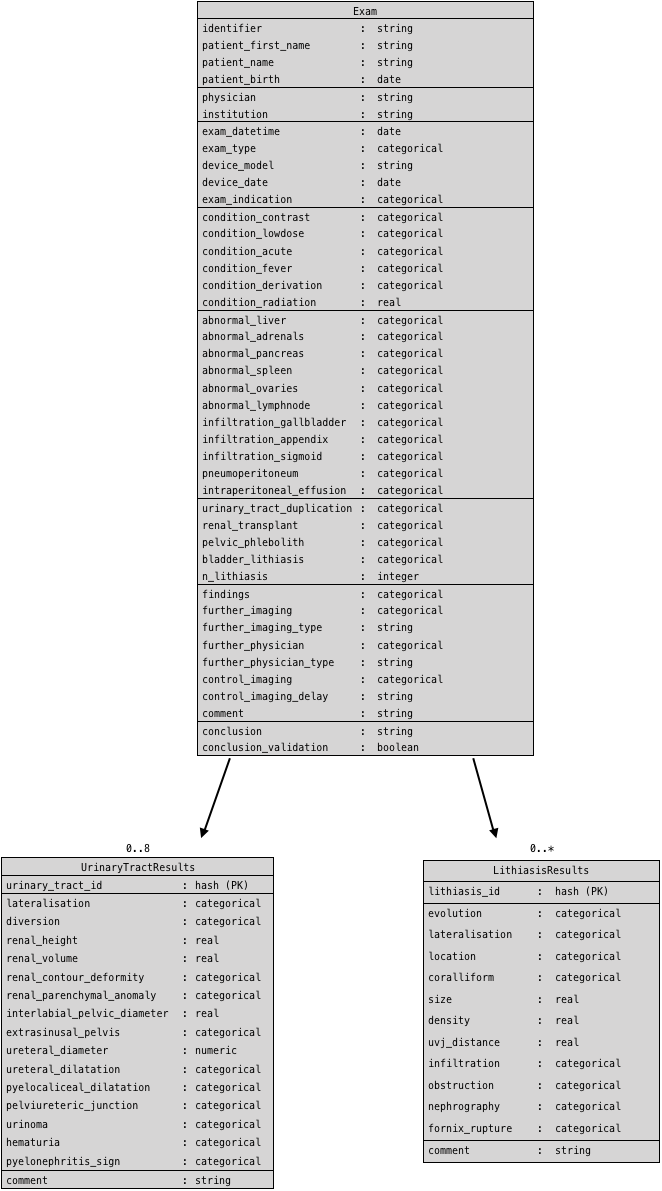 Exam
identifier : string
patient_first_name : string
patient_name : string
patient_birth : date
physician : string
institution : string
exam_datetime : date
exam_type : categorical
device_model : string
device_date : date
exam_indication : categorical
condition_contrast : categorical
condition_lowdose : categorical
condition_acute : categorical
condition_fever : categorical
condition_derivation : categorical
condition_radiation : real
abnormal_liver : categorical
abnormal_adrenals : categorical
abnormal_pancreas : categorical
abnormal_spleen : categorical
abnormal_ovaries : categorical
abnormal_lymphnode : categorical
infiltration_gallbladder : categorical
infiltration_appendix : categorical
infiltration_sigmoid : categorical
pneumoperitoneum : categorical
intraperitoneal_effusion : categorical
urinary_tract_duplication : categorical
renal_transplant : categorical
pelvic_phlebolith : categorical
bladder_lithiasis : categorical
n_lithiasis : integer
findings : categorical
further_imaging : categorical
further_imaging_type : string
further_physician : categorical
further_physician_type : string
control_imaging : categorical
control_imaging_delay : string
comment : string
conclusion : string
conclusion_validation : boolean
0..8
UrinaryTractResults
urinary_tract_id : hash (PK)
lateralisation : categorical
diversion : categorical
renal_height : real
renal_volume : real
renal_contour_deformity : categorical
renal_parenchymal_anomaly : categorical
interlabial_pelvic_diameter : real
extrasinusal_pelvis : categorical
ureteral_diameter : numeric
ureteral_dilatation : categorical
pyelocaliceal_dilatation : categorical
pelviureteric_junction : categorical
urinoma : categorical
hematuria : categorical
pyelonephritis_sign : categorical
comment : string
0..*
LithiasisResults
lithiasis_id : hash (PK)
evolution : categorical
lateralisation : categorical
location : categorical
coralliform : categorical
size : real
density : real
uvj_distance : real
infiltration : categorical
obstruction : categorical
nephrography : categorical
fornix_rupture : categorical
comment : string